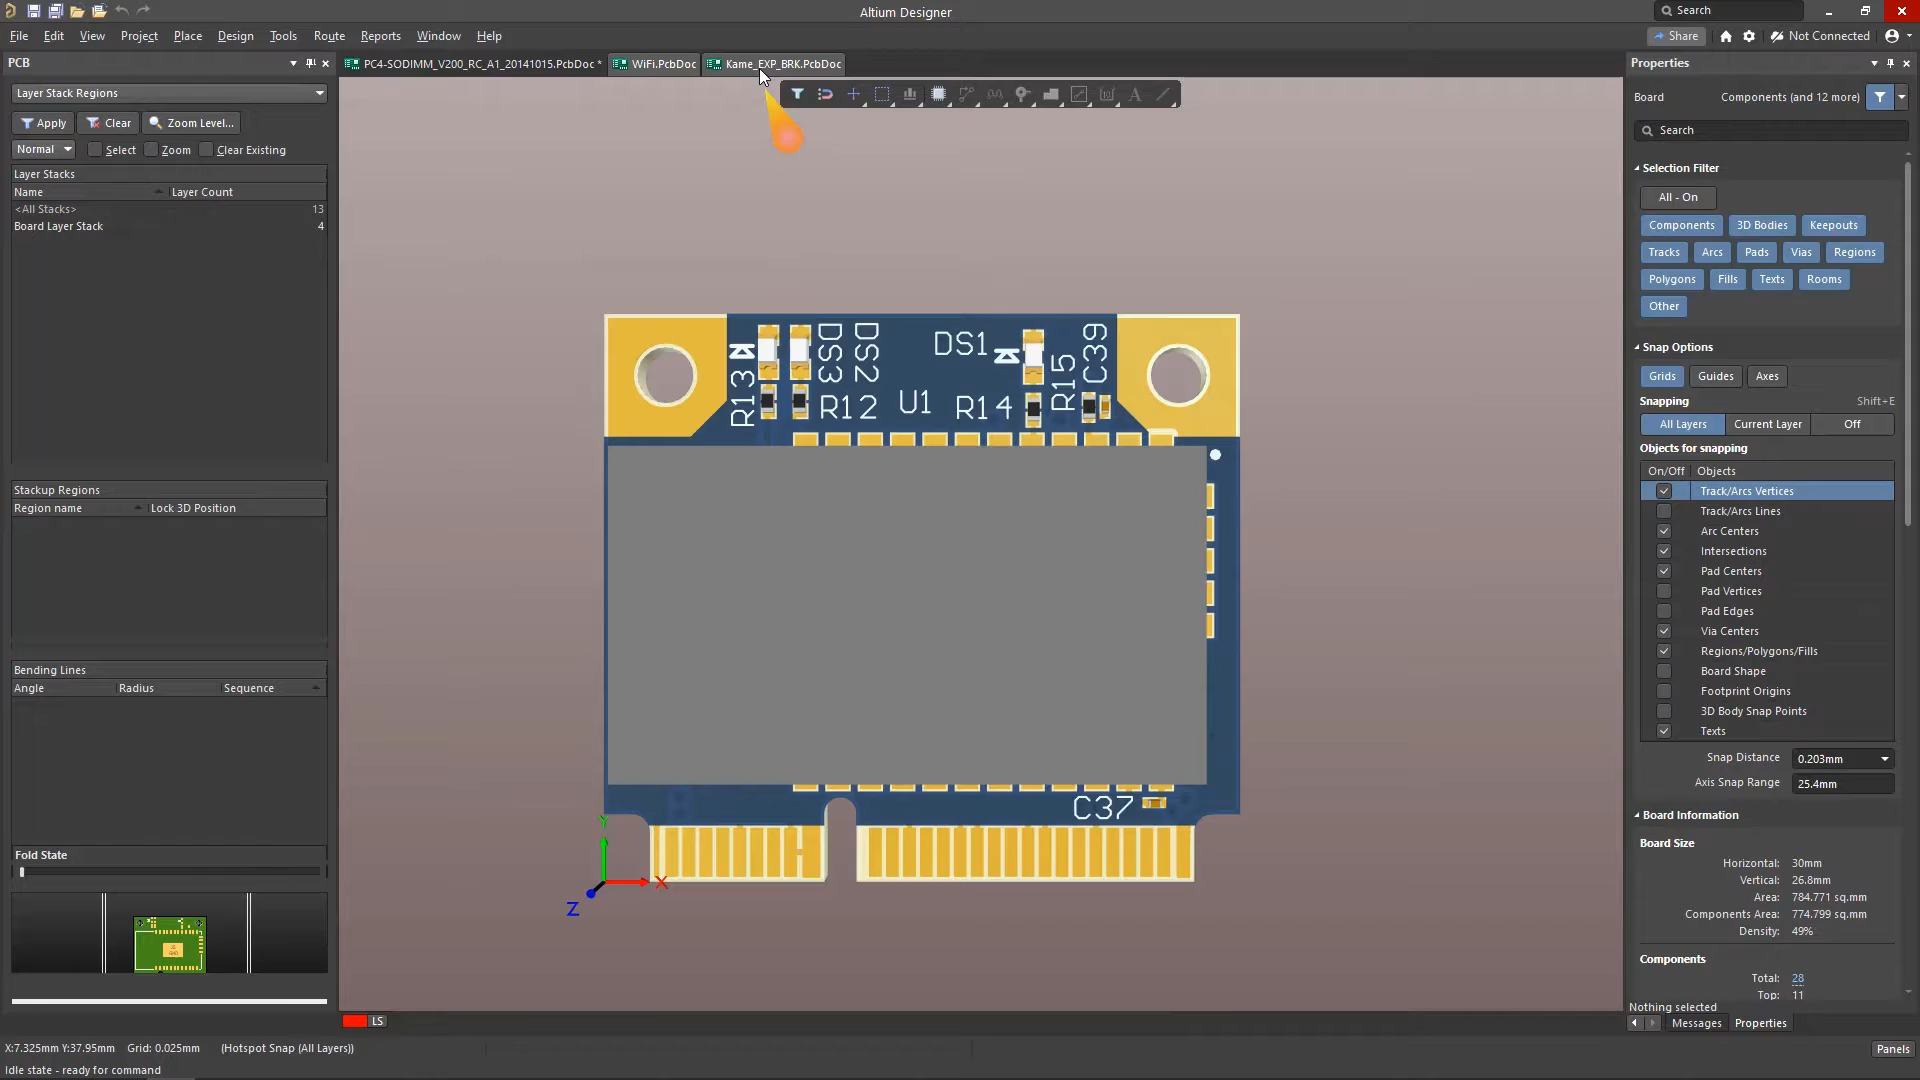 Altium Designer
Search
File Edit View Project Place Design Tools Route Reports Window Help
Share Not Connected
PCB
PC4-SODIMM_V200_RC_A1_20141015.PcbDoc * WiFi.PcbDoc Kame_EXP_BRK.PcbDoc
Layer Stack Regions
Apply Clear Zoom Level...
Normal Select Zoom Clear Existing
Layer Stacks
Name Layer Count
<All Stacks> 13
Board Layer Stack 4
Stackup Regions
Region name Lock 3D Position
Bending Lines
Angle Radius Sequence
Fold State
DS3
DS2
DS1
C39
R13
R12
U1
R14
R15
C37
Y
X
Z
LS
Properties
Board Components (and 12 more)
Search
Selection Filter
All - On
Components 3D Bodies Keepouts
Tracks Arcs Pads Vias Regions
Polygons Fills Texts Rooms
Other
Snap Options
Grids Guides Axes
Snapping Shift+E
All Layers Current Layer Off
Objects for snapping
On/Off Objects
Track/Arcs Vertices
Track/Arcs Lines
Arc Centers
Intersections
Pad Centers
Pad Vertices
Pad Edges
Via Centers
Regions/Polygons/Fills
Board Shape
Footprint Origins
3D Body Snap Points
Texts
Snap Distance 0.203mm
Axis Snap Range 25.4mm
Board Information
Board Size
Horizontal: 30mm
Vertical: 26.8mm
Area: 784.771 sq.mm
Components Area: 774.799 sq.mm
Density: 49%
Components
Total: 28
Top: 11
Nothing selected
Messages Properties
X:7.325mm Y:37.95mm Grid: 0.025mm (Hotspot Snap (All Layers))
Panels
Idle state - ready for command